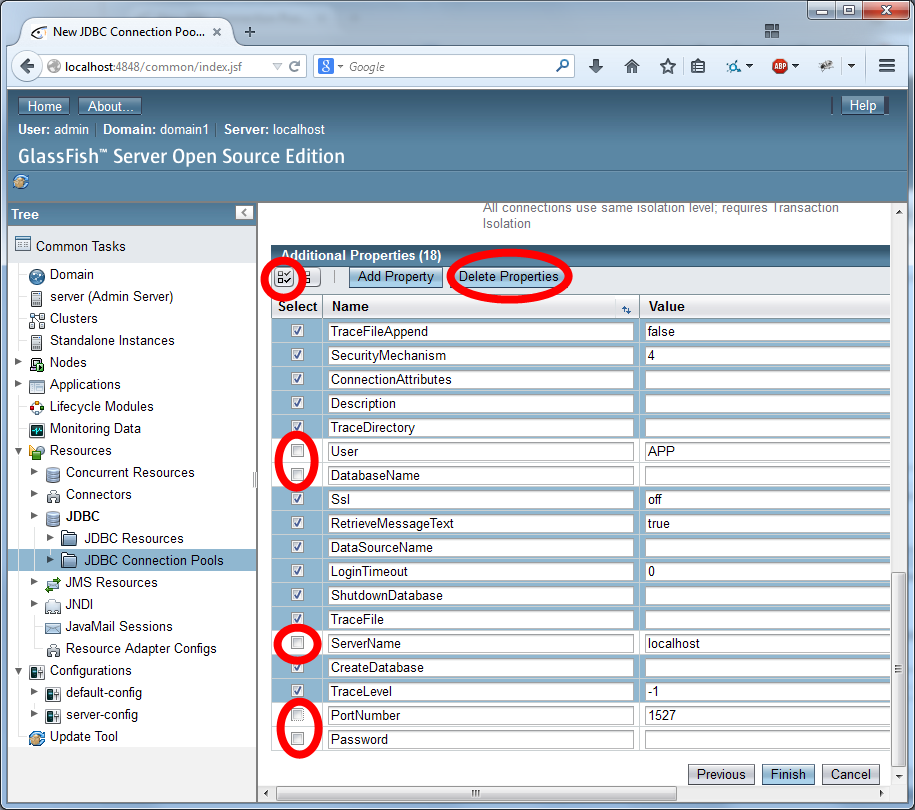 New JDBC Connection Poo...
localhost:4848/common/index.jsf
Google
ABP
Home About... Help
User: admin Domain: domain1 Server: localhost
GlassFish™ Server Open Source Edition
Tree
Common Tasks
Domain
server (Admin Server)
Clusters
Standalone Instances
Nodes
Applications
Lifecycle Modules
Monitoring Data
Resources
Concurrent Resources
Connectors
JDBC
JDBC Resources
JDBC Connection Pools
JMS Resources
JNDI
JavaMail Sessions
Resource Adapter Configs
Configurations
default-config
server-config
Update Tool
All connections use same isolation level; requires Transaction
Isolation
Additional Properties (18)
Add Property Delete Properties
Select Name Value
TraceFileAppend false
SecurityMechanism 4
ConnectionAttributes
Description
TraceDirectory
User APP
DatabaseName
Ssl off
RetrieveMessageText true
DataSourceName
LoginTimeout 0
ShutdownDatabase
TraceFile
ServerName localhost
CreateDatabase
TraceLevel -1
PortNumber 1527
Password
Previous Finish Cancel